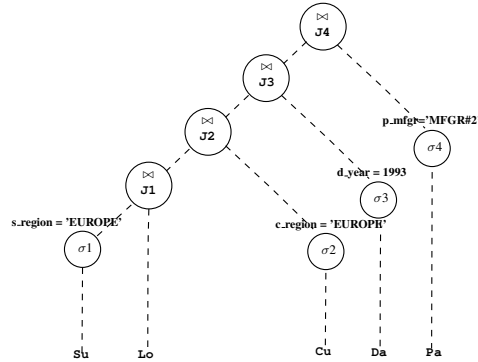 ⋈
J4
⋈
J3
p_mfgr='MFGR#2
⋈
J2
σ4
d_year = 1993
⋈
J1
σ3
s_region = 'EUROPE'
c_region = 'EUROPE'
σ1
σ2
Su
Lo
Cu
Da
Pa